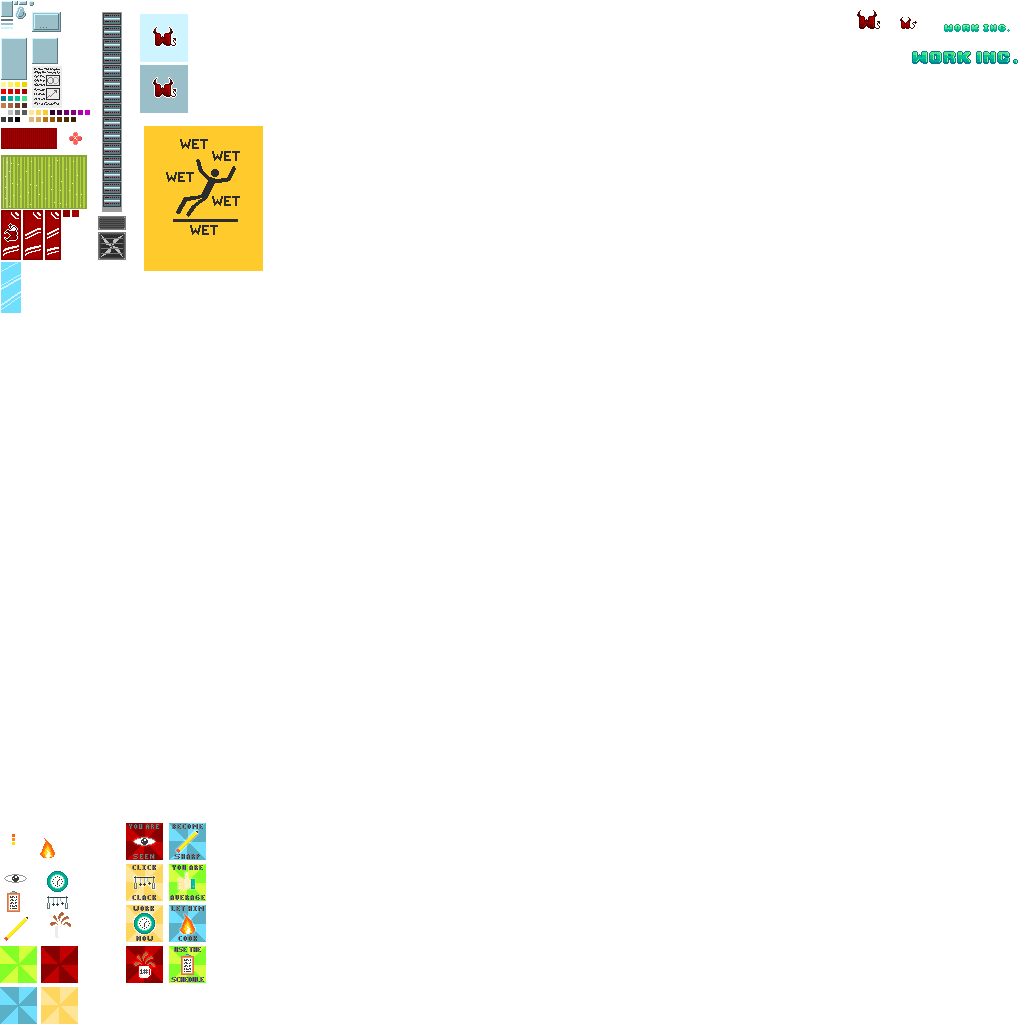 WORK INC.
WORK INC.
WET
WET
WET
WET
WET
YOU ARE
SEEN
BECOME
SHARP
CLICK
CLACK
YOU ARE
AVERAGE
WORK
NOW
LET HIM
COOK
USE THE
SCHEDULE